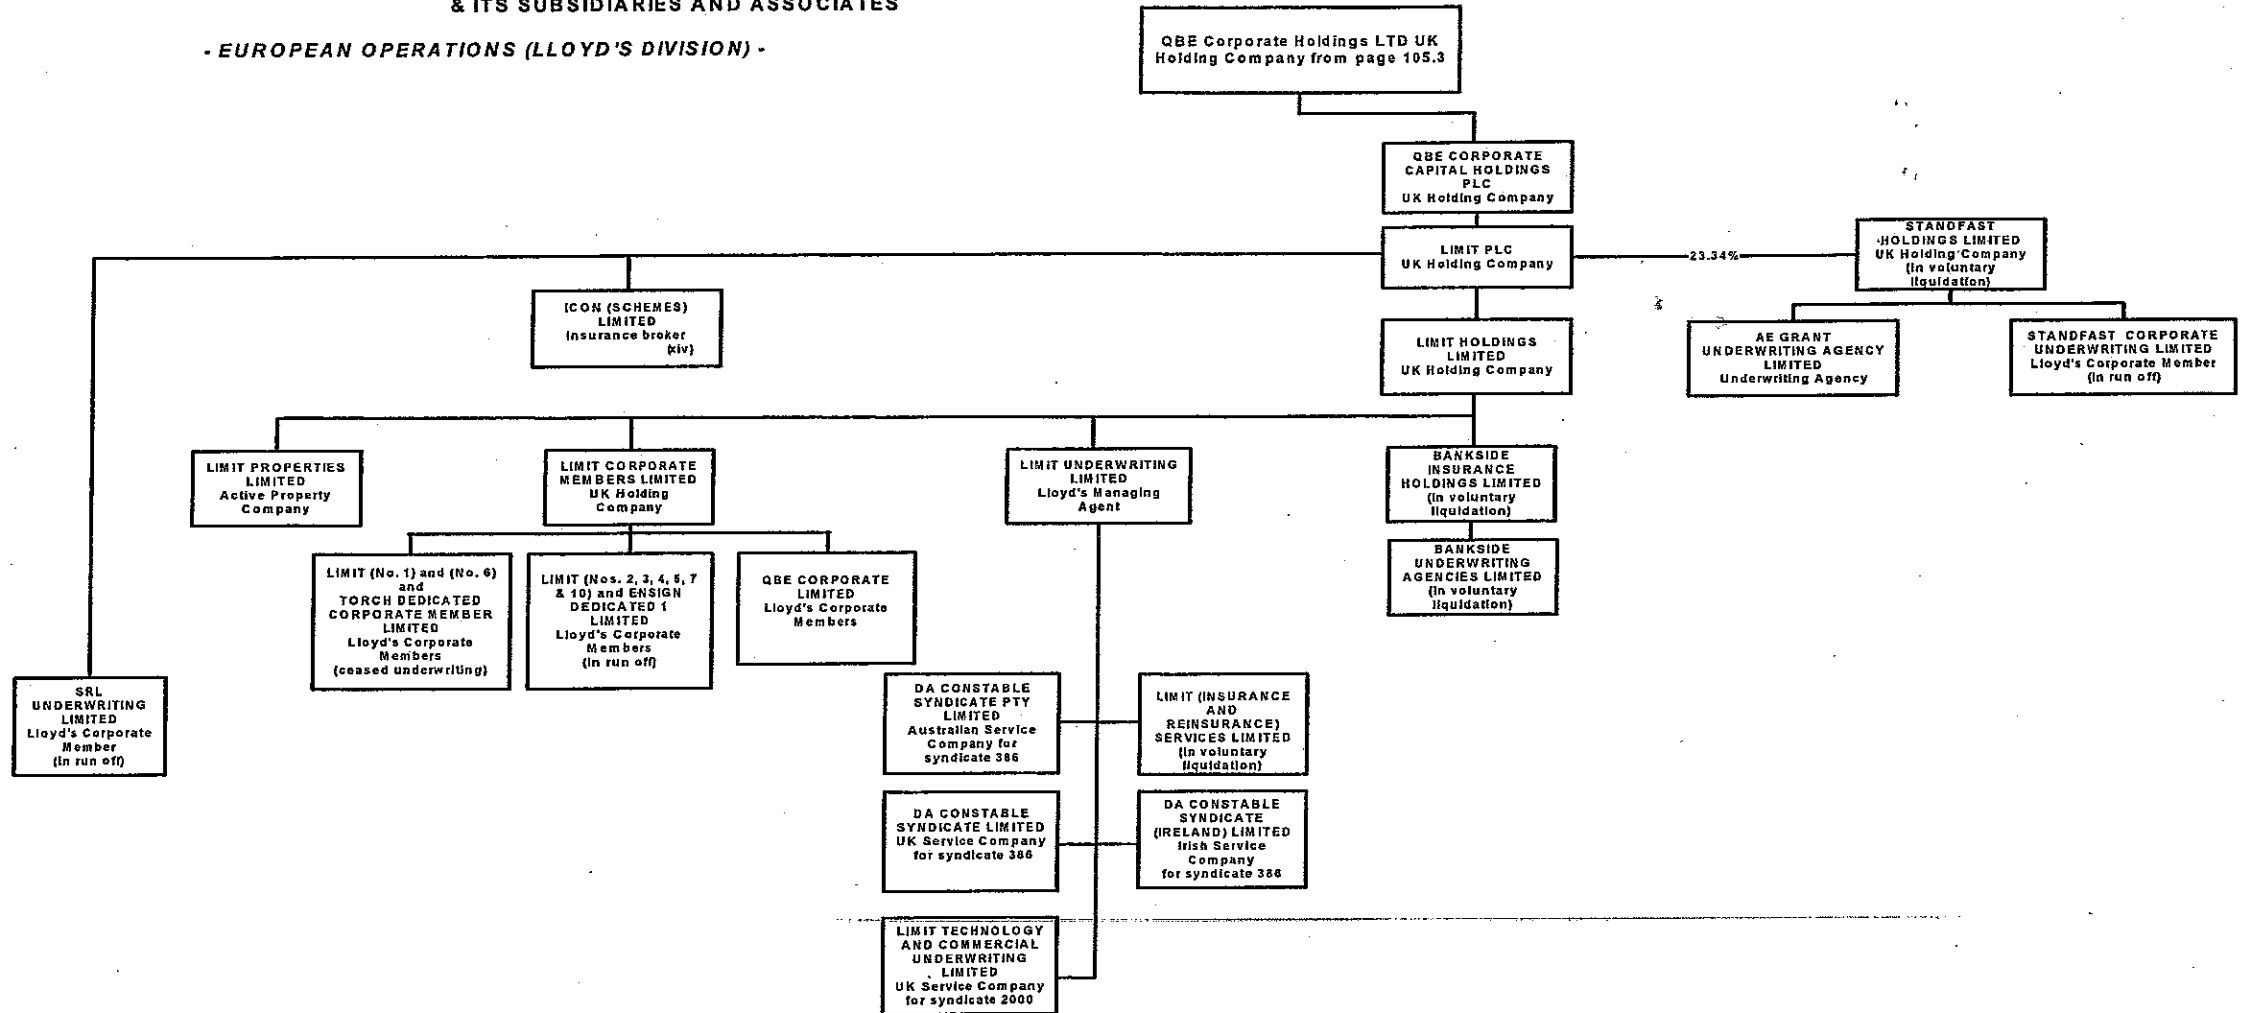 & ITS SUBSIDIARIES AND ASSOCIATES
- EUROPEAN OPERATIONS (LLOYD'S DIVISION) -
QBE Corporate Holdings LTD UK
Holding Company from page 105.3
QBE CORPORATE
CAPITAL HOLDINGS
PLC
UK Holding Company
LIMIT PLC
UK Holding Company
23.34%
STANDFAST
HOLDINGS LIMITED
UK Holding Company
(In voluntary
liquidation)
ICON (SCHEMES)
LIMITED
Insurance broker
(xiv)
LIMIT HOLDINGS
LIMITED
UK Holding Company
AE GRANT
UNDERWRITING AGENCY
LIMITED
Underwriting Agency
STANDFAST CORPORATE
UNDERWRITING LIMITED
Lloyd's Corporate Member
(In run off)
LIMIT PROPERTIES
LIMITED
Active Property
Company
LIMIT CORPORATE
MEMBERS LIMITED
UK Holding
Company
LIMIT UNDERWRITING
LIMITED
Lloyd's Managing
Agent
BANKSIDE
INSURANCE
HOLDINGS LIMITED
(In voluntary
liquidation)
LIMIT (No. 1) and (No. 6)
and
TORCH DEDICATED
CORPORATE MEMBER
LIMITED
Lloyd's Corporate
Members
(ceased underwriting)
LIMIT (Nos. 2, 3, 4, 5, 7
& 10) and ENSIGN
DEDICATED 1
LIMITED
Lloyd's Corporate
Members
(In run off)
QBE CORPORATE
LIMITED
Lloyd's Corporate
Members
BANKSIDE
UNDERWRITING
AGENCIES LIMITED
(In voluntary
liquidation)
SRL
UNDERWRITING
LIMITED
Lloyd's Corporate
Member
(In run off)
DA CONSTABLE
SYNDICATE PTY
LIMITED
Australian Service
Company for
syndicate 386
LIMIT (INSURANCE
AND
REINSURANCE)
SERVICES LIMITED
(In voluntary
liquidation)
DA CONSTABLE
SYNDICATE LIMITED
UK Service Company
for syndicate 386
DA CONSTABLE
SYNDICATE
(IRELAND) LIMITED
Irish Service
Company
for syndicate 386
LIMIT TECHNOLOGY
AND COMMERCIAL
UNDERWRITING
LIMITED
UK Service Company
for syndicate 2000